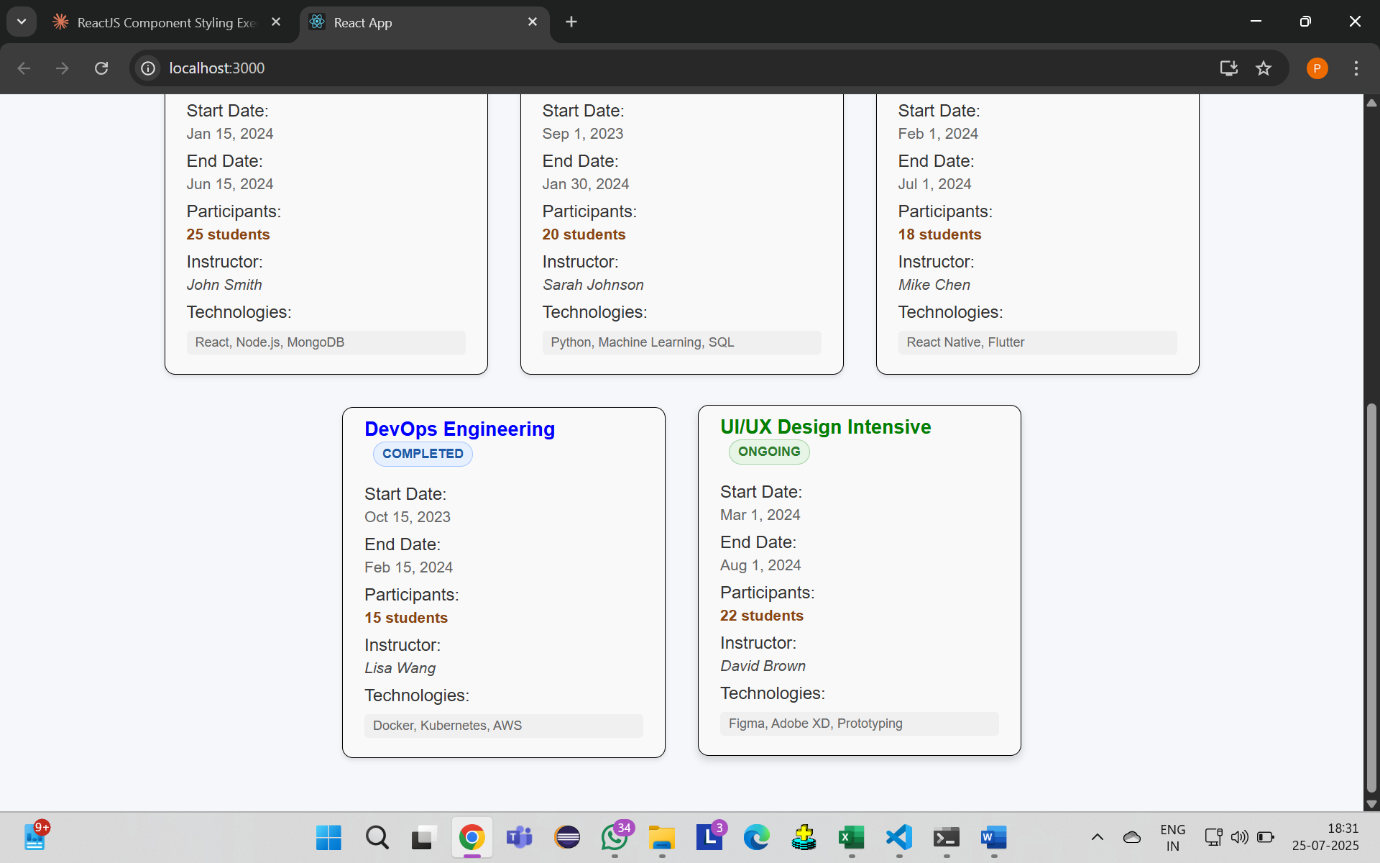 ReactJS Component Styling Exe
React App
localhost:3000
P
Start Date:
Jan 15, 2024
End Date:
Jun 15, 2024
Participants:
25 students
Instructor:
John Smith
Technologies:
React, Node.js, MongoDB
Start Date:
Sep 1, 2023
End Date:
Jan 30, 2024
Participants:
20 students
Instructor:
Sarah Johnson
Technologies:
Python, Machine Learning, SQL
Start Date:
Feb 1, 2024
End Date:
Jul 1, 2024
Participants:
18 students
Instructor:
Mike Chen
Technologies:
React Native, Flutter
DevOps Engineering
COMPLETED
Start Date:
Oct 15, 2023
End Date:
Feb 15, 2024
Participants:
15 students
Instructor:
Lisa Wang
Technologies:
Docker, Kubernetes, AWS
UI/UX Design Intensive
ONGOING
Start Date:
Mar 1, 2024
End Date:
Aug 1, 2024
Participants:
22 students
Instructor:
David Brown
Technologies:
Figma, Adobe XD, Prototyping
9+
34
3
ENG
IN
18:31
25-07-2025